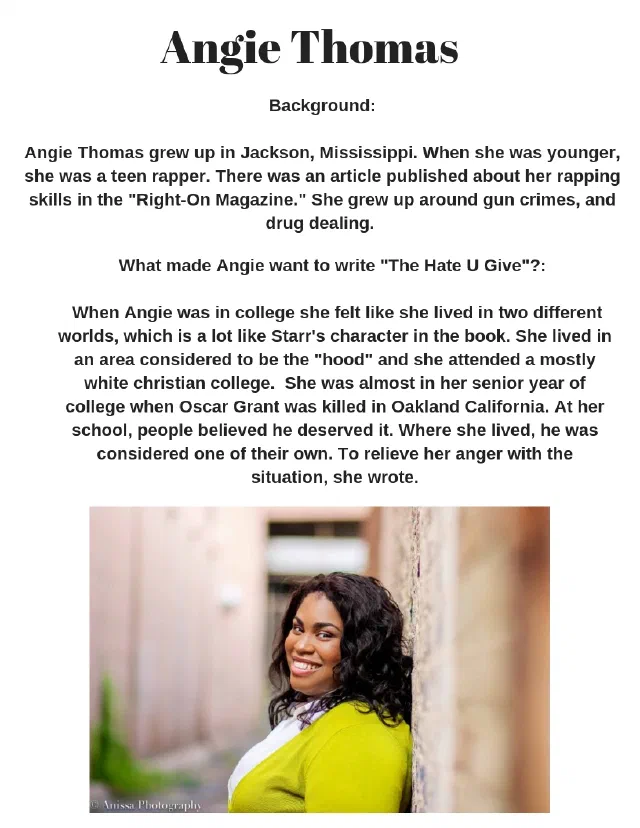 Angie Thomas
Background:
Angie Thomas grew up in Jackson, Mississippi. When she was younger,
she was a teen rapper. There was an article published about her rapping
skills in the "Right-On Magazine." She grew up around gun crimes, and
drug dealing.
What made Angie want to write "The Hate U Give"?:
When Angie was in college she felt like she lived in two different
worlds, which is a lot like Starr's character in the book. She lived in
an area considered to be the "hood" and she attended a mostly
white christian college. She was almost in her senior year of
college when Oscar Grant was killed in Oakland California. At her
school, people believed he deserved it. Where she lived, he was
considered one of their own. To relieve her anger with the
situation, she wrote.
© Anissa Photography